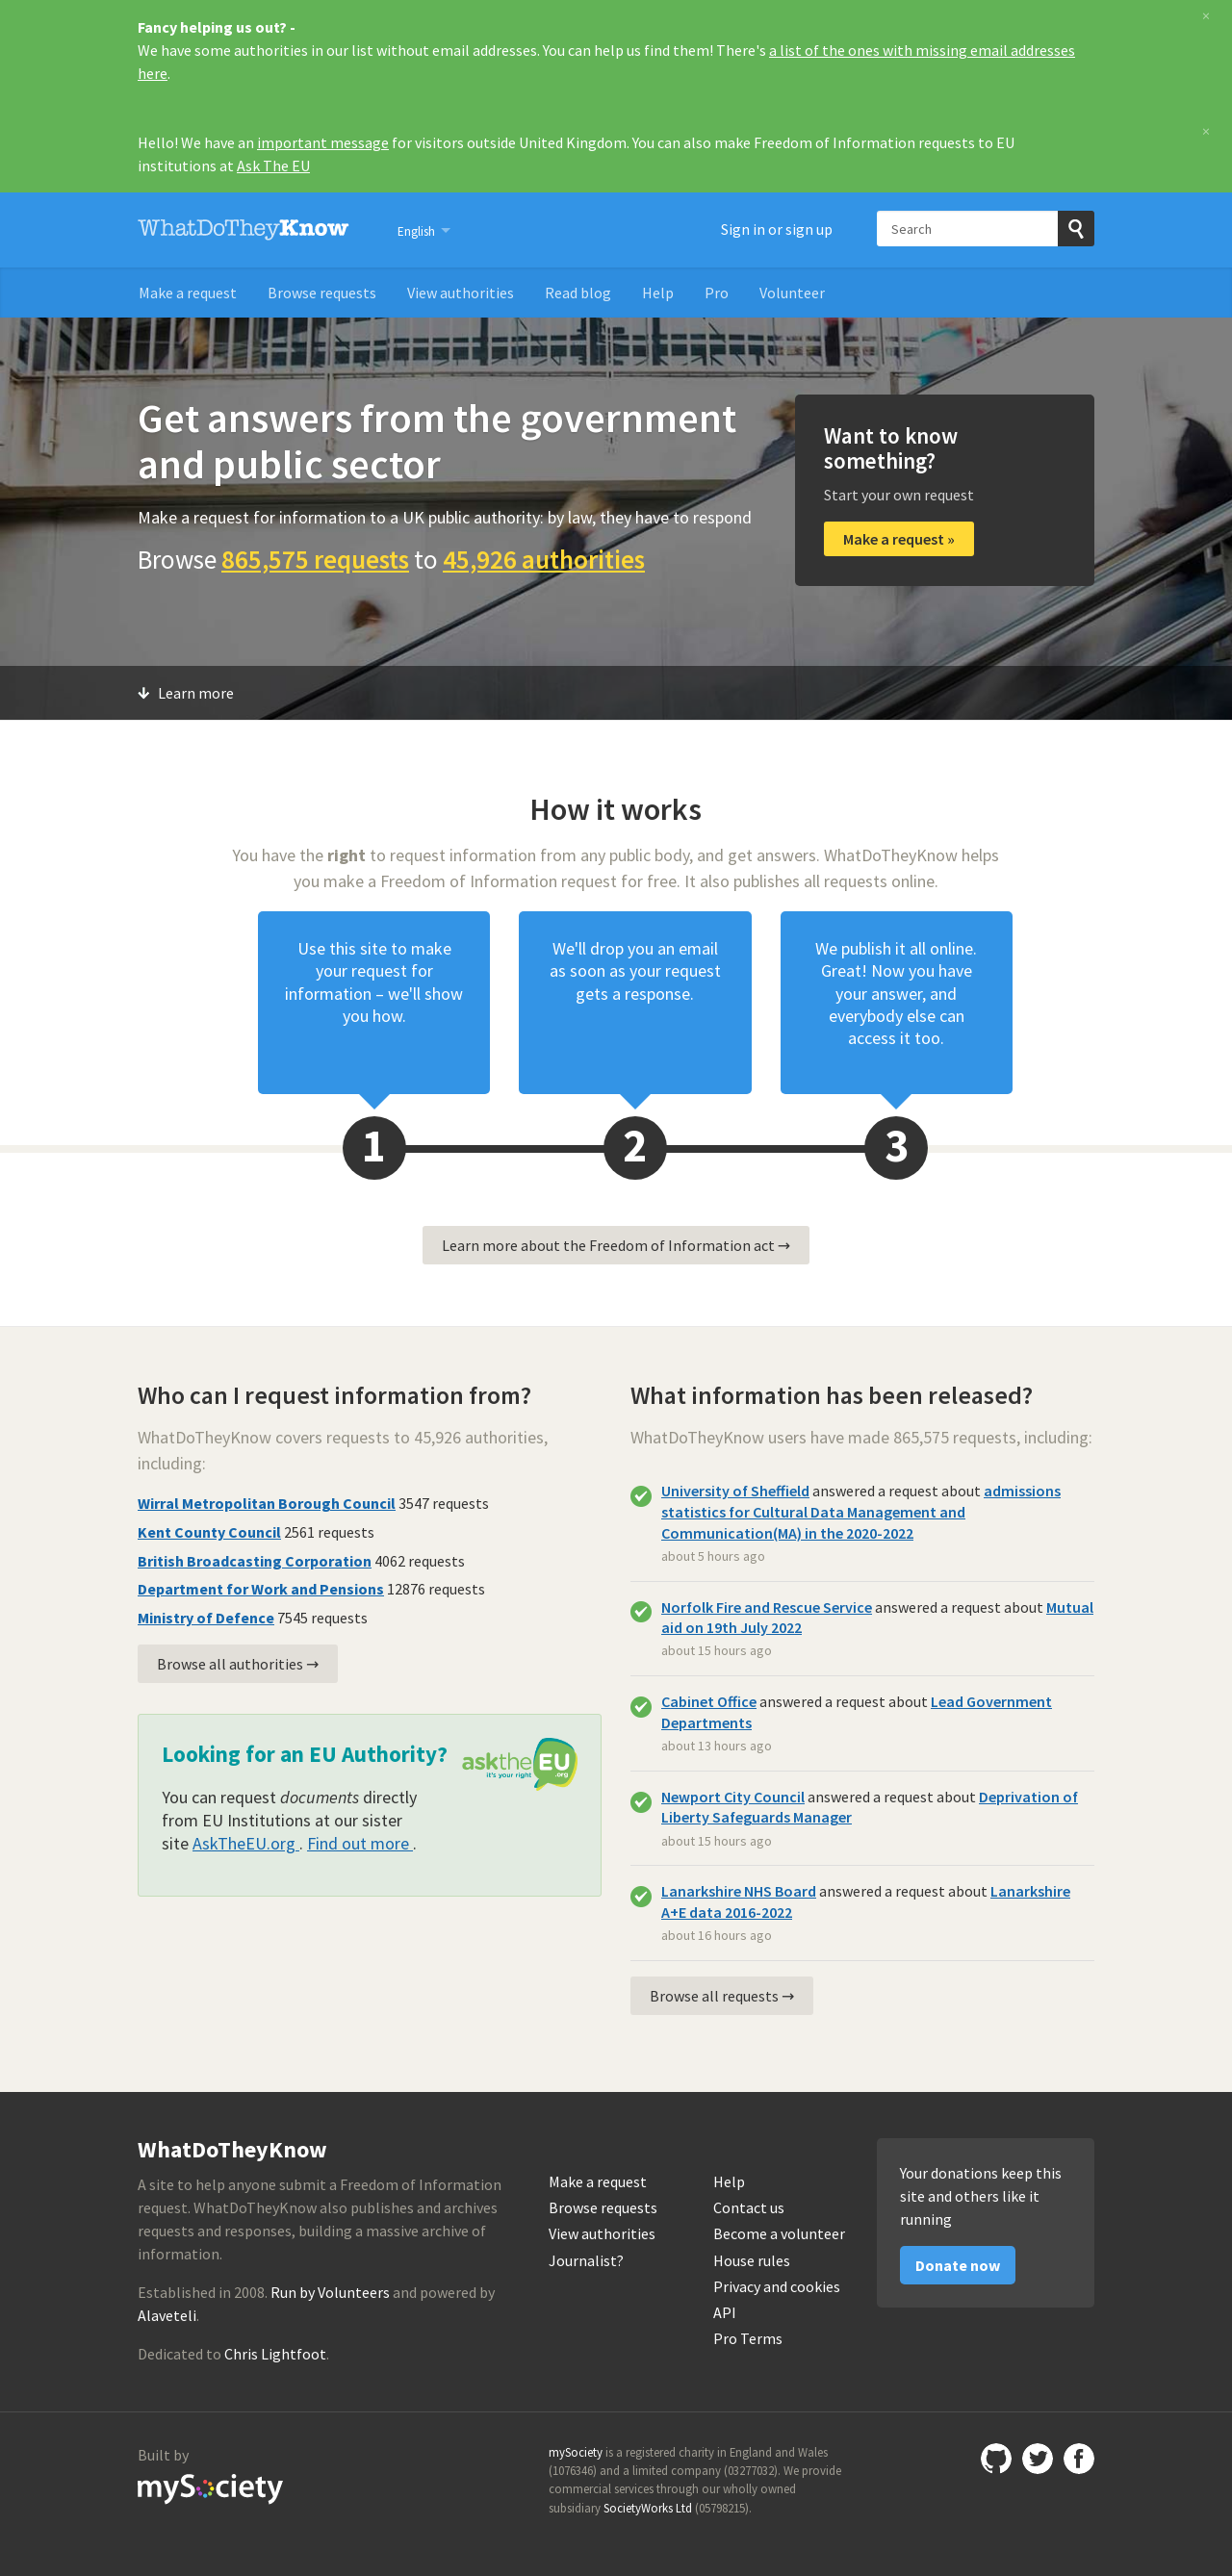 Fancy helping us out? -
We have some authorities in our list without email addresses. You can help us find them! There's a list of the ones with missing email addresses
here.
×
Hello! We have an important message for visitors outside United Kingdom. You can also make Freedom of Information requests to EU
institutions at Ask The EU
×
WhatDoTheyKnow
English
Sign in or sign up
Search
Make a request
Browse requests
View authorities
Read blog
Help
Pro
Volunteer
Get answers from the government
and public sector
Make a request for information to a UK public authority: by law, they have to respond
Browse 865,575 requests to 45,926 authorities
Want to know
something?
Start your own request
Make a request »
Learn more
How it works
You have the right to request information from any public body, and get answers. WhatDoTheyKnow helps
you make a Freedom of Information request for free. It also publishes all requests online.
Use this site to make
your request for
information – we'll show
you how.
We'll drop you an email
as soon as your request
gets a response.
We publish it all online.
Great! Now you have
your answer, and
everybody else can
access it too.
1
2
3
Learn more about the Freedom of Information act →
Who can I request information from?
WhatDoTheyKnow covers requests to 45,926 authorities,
including:
Wirral Metropolitan Borough Council 3547 requests
Kent County Council 2561 requests
British Broadcasting Corporation 4062 requests
Department for Work and Pensions 12876 requests
Ministry of Defence 7545 requests
Browse all authorities →
Looking for an EU Authority?
asktheEU.org
it's your right
You can request documents directly
from EU Institutions at our sister
site AskTheEU.org . Find out more .
What information has been released?
WhatDoTheyKnow users have made 865,575 requests, including:
University of Sheffield answered a request about admissions
statistics for Cultural Data Management and
Communication(MA) in the 2020-2022
about 5 hours ago
Norfolk Fire and Rescue Service answered a request about Mutual
aid on 19th July 2022
about 15 hours ago
Cabinet Office answered a request about Lead Government
Departments
about 13 hours ago
Newport City Council answered a request about Deprivation of
Liberty Safeguards Manager
about 15 hours ago
Lanarkshire NHS Board answered a request about Lanarkshire
A+E data 2016-2022
about 16 hours ago
Browse all requests →
WhatDoTheyKnow
A site to help anyone submit a Freedom of Information
request. WhatDoTheyKnow also publishes and archives
requests and responses, building a massive archive of
information.
Established in 2008. Run by Volunteers and powered by
Alaveteli.
Dedicated to Chris Lightfoot.
Make a request
Browse requests
View authorities
Journalist?
Help
Contact us
Become a volunteer
House rules
Privacy and cookies
API
Pro Terms
Your donations keep this
site and others like it
running
Donate now
Built by
mySociety
mySociety is a registered charity in England and Wales
(1076346) and a limited company (03277032). We provide
commercial services through our wholly owned
subsidiary SocietyWorks Ltd (05798215).